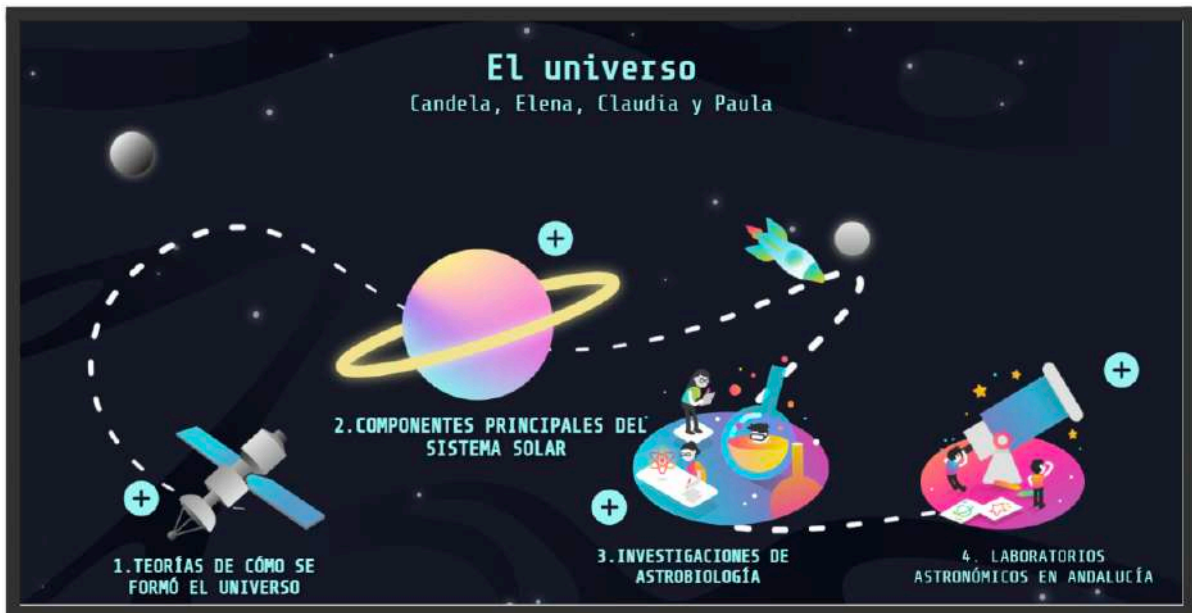 El universo
Candela, Elena, Claudia y Paula
2.COMPONENTES PRINCIPALES DEL
SISTEMA SOLAR
1.TEORÍAS DE CÓMO SE
FORMÓ EL UNIVERSO
3.INVESTIGACIONES DE
ASTROBIOLOGÍA
4. LABORATORIOS
ASTRONÓMICOS EN ANDALUCÍA